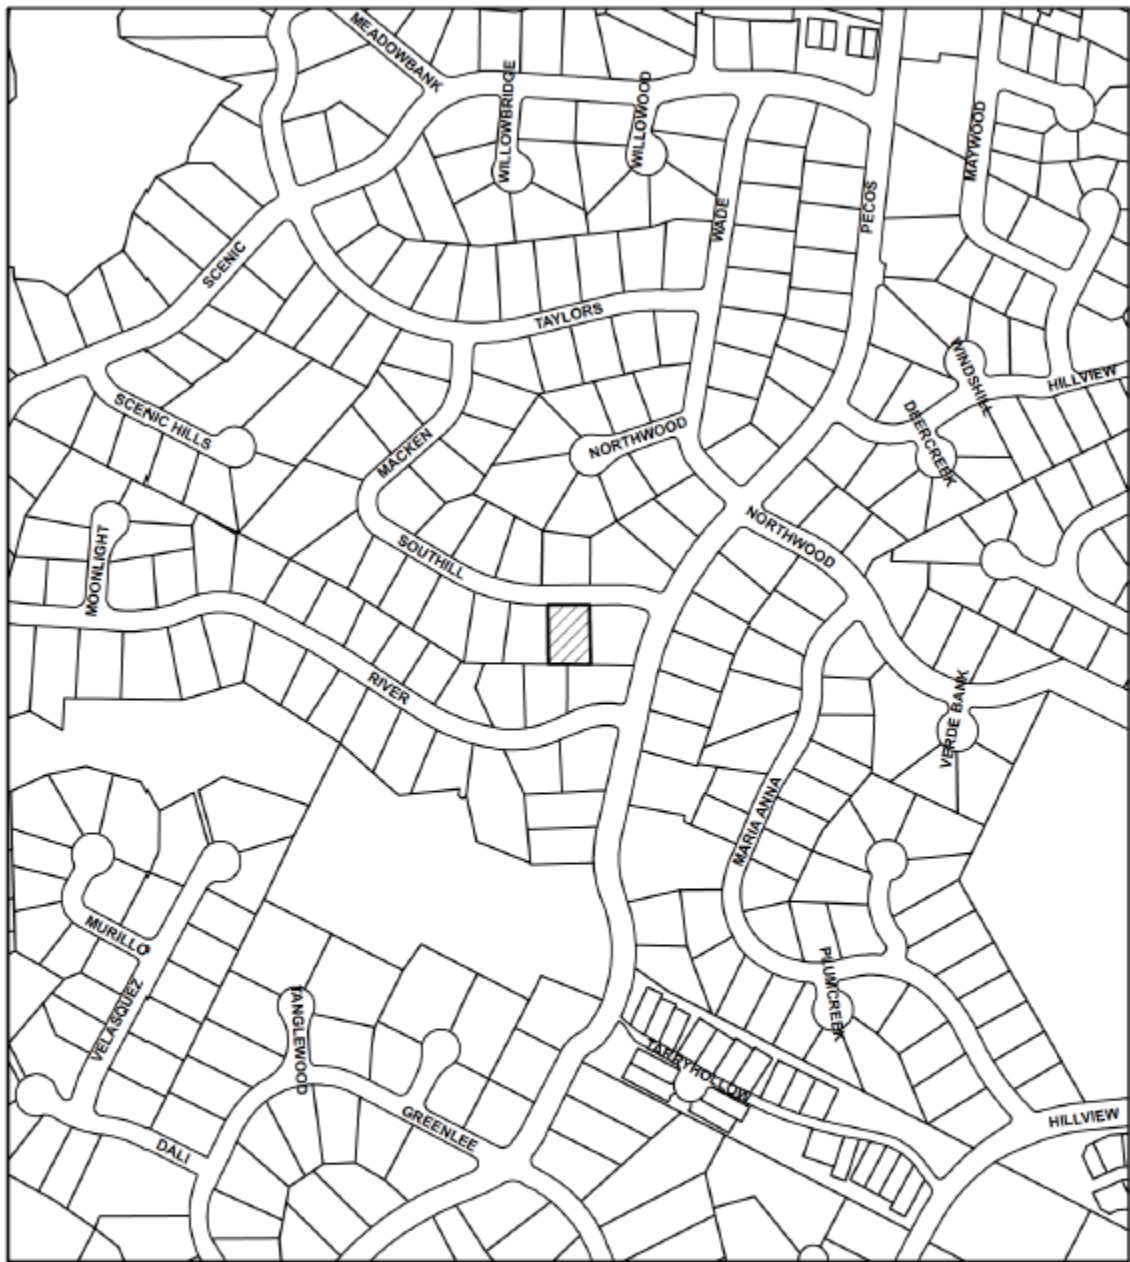 MEADOWBANK
WILLOWBRIDGE
WILLOWOOD
MAYWOOD
PECOS
WADE
SCENIC
TAYLORS
WINDSHILL
HILLVIEW
SCENIC HILLS
DEERCREEK
NORTHWOOD
MACKEN
NORTHWOOD
MOONLIGHT
SOUTHILL
RIVER
VERDE BANK
MARIA ANNA
MURILLO
PLUMCREEK
VELASQUEZ
TANGLEWOOD
TARRYHOLLOW
GREENLEE
HILLVIEW
DALI